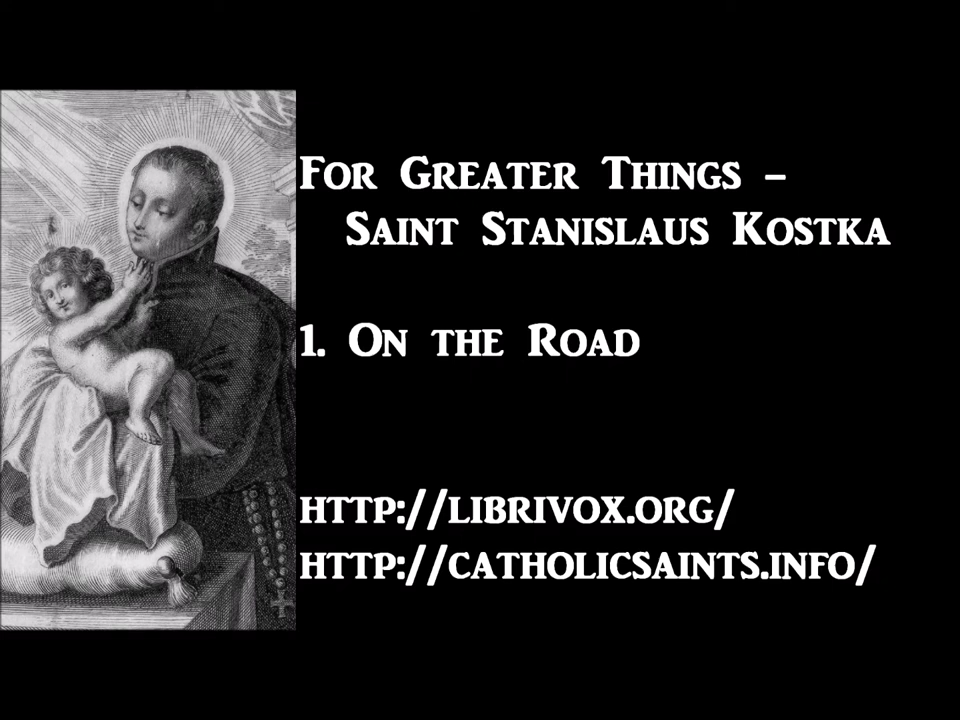 For Greater Things –
Saint Stanislaus Kostka
1. On the Road
http://librivox.org/
http://catholicsaints.info/